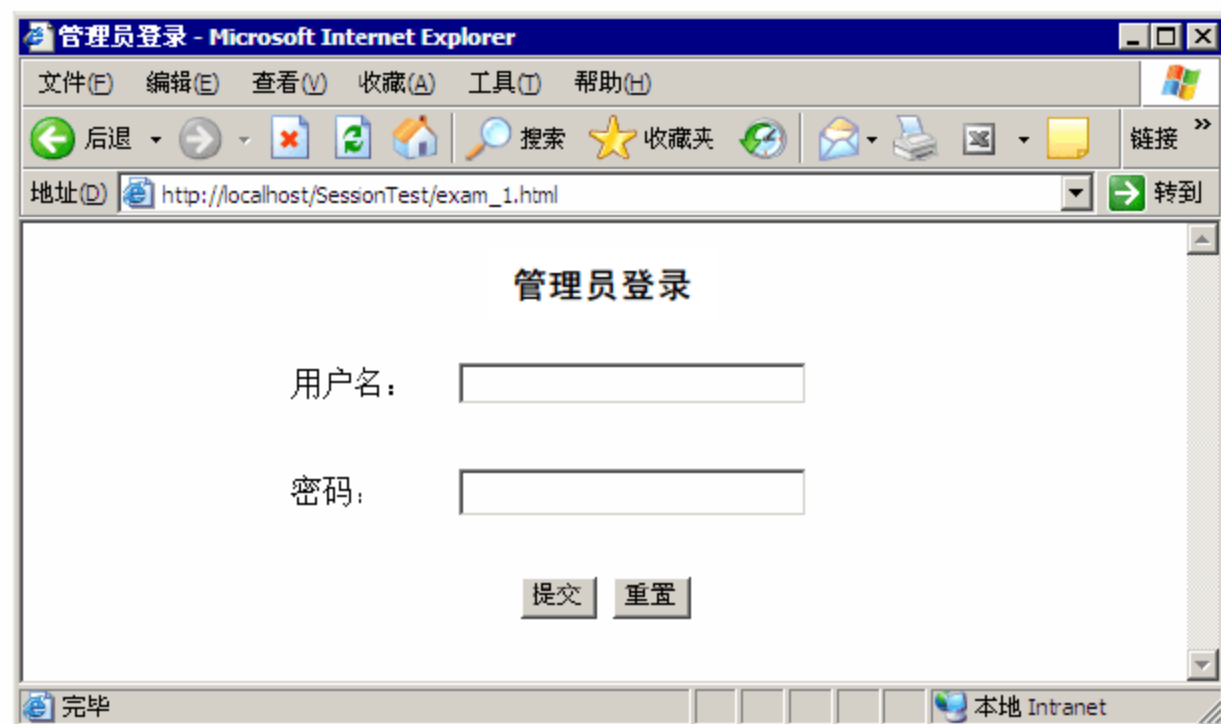 管理员登录 - Microsoft Internet Explorer
文件(F) 编辑(E) 查看(V) 收藏(A) 工具(T) 帮助(H)
后退 搜索 收藏夹 链接 »
地址(D) http://localhost/SessionTest/exam_1.html 转到
管理员登录
用户名：
密码：
提交 重置
完毕 本地 Intranet